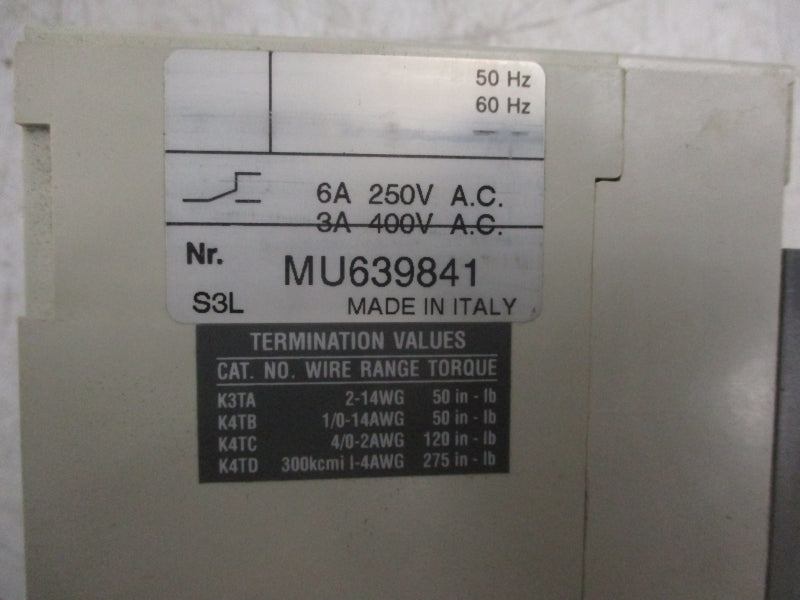 50 Hz
60 Hz
6A 250V A.C.
3A 400V A.C.
Nr. MU639841
S3L MADE IN ITALY
TERMINATION VALUES
CAT. NO. WIRE RANGE TORQUE
K3TA 2-14WG 50 in - lb
K4TB 1/0-14AWG 50 in - lb
K4TC 4/0-2AWG 120 in - lb
K4TD 300kcmi l-4AWG 275 in - lb